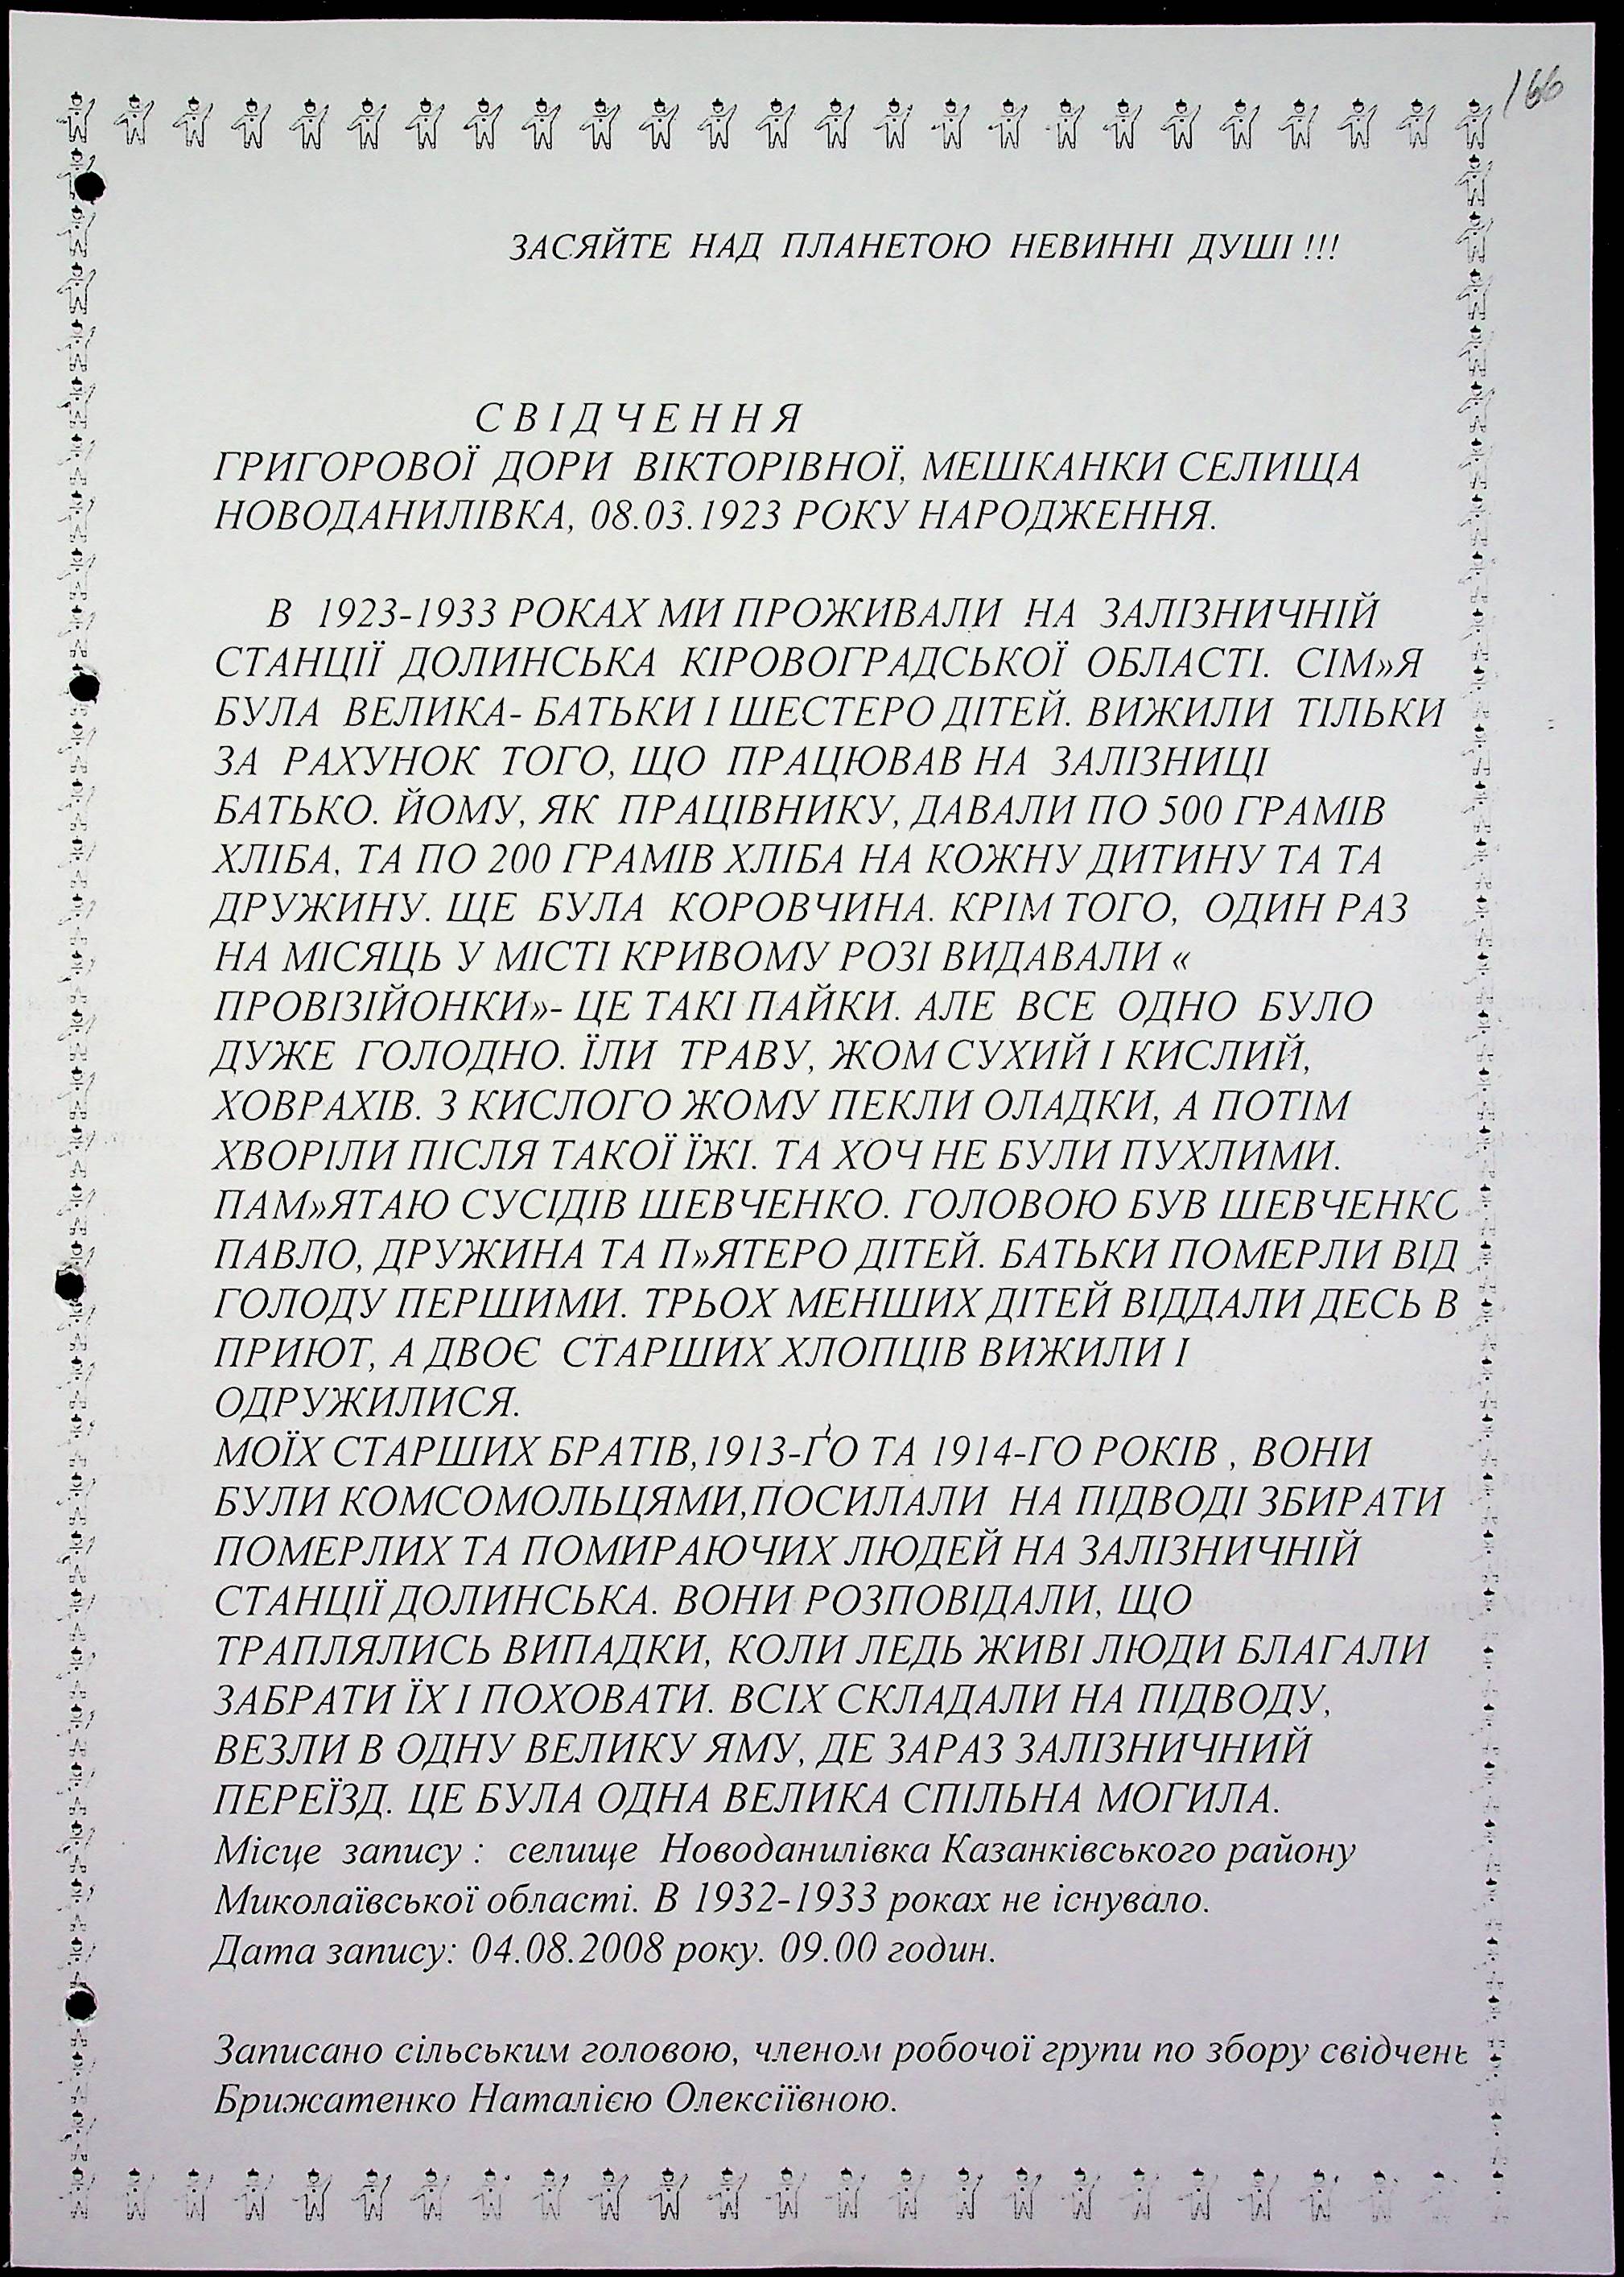 166
ЗАСЯЙТЕ НАД ПЛАНЕТОЮ НЕВИННІ ДУШІ !!!
С В І Д Ч Е Н Н Я
ГРИГОРОВОЇ ДОРИ ВІКТОРІВНОЇ, МЕШКАНКИ СЕЛИЩА
НОВОДАНИЛІВКА, 08.03.1923 РОКУ НАРОДЖЕННЯ.
В 1923-1933 РОКАХ МИ ПРОЖИВАЛИ НА ЗАЛІЗНИЧНІЙ
СТАНЦІЇ ДОЛИНСЬКА КІРОВОГРАДСЬКОЇ ОБЛАСТІ. СІМ»Я
БУЛА ВЕЛИКА- БАТЬКИ І ШЕСТЕРО ДІТЕЙ. ВИЖИЛИ ТІЛЬКИ
ЗА РАХУНОК ТОГО, ЩО ПРАЦЮВАВ НА ЗАЛІЗНИЦІ
БАТЬКО. ЙОМУ, ЯК ПРАЦІВНИКУ, ДАВАЛИ ПО 500 ГРАМІВ
ХЛІБА, ТА ПО 200 ГРАМІВ ХЛІБА НА КОЖНУ ДИТИНУ ТА ТА
ДРУЖИНУ. ЩЕ БУЛА КОРОВЧИНА. КРІМ ТОГО, ОДИН РАЗ
НА МІСЯЦЬ У МІСТІ КРИВОМУ РОЗІ ВИДАВАЛИ «
ПРОВІЗІЙОНКИ»- ЦЕ ТАКІ ПАЙКИ. АЛЕ ВСЕ ОДНО БУЛО
ДУЖЕ ГОЛОДНО. ЇЛИ ТРАВУ, ЖОМ СУХИЙ І КИСЛИЙ,
ХОВРАХІВ. З КИСЛОГО ЖОМУ ПЕКЛИ ОЛАДКИ, А ПОТІМ
ХВОРІЛИ ПІСЛЯ ТАКОЇ ЇЖІ. ТА ХОЧ НЕ БУЛИ ПУХЛИМИ.
ПАМ»ЯТАЮ СУСІДІВ ШЕВЧЕНКО. ГОЛОВОЮ БУВ ШЕВЧЕНКО
ПАВЛО, ДРУЖИНА ТА П»ЯТЕРО ДІТЕЙ. БАТЬКИ ПОМЕРЛИ ВІД
ГОЛОДУ ПЕРШИМИ. ТРЬОХ МЕНШИХ ДІТЕЙ ВІДДАЛИ ДЕСЬ В
ПРИЮТ, А ДВОЄ СТАРШИХ ХЛОПЦІВ ВИЖИЛИ І
ОДРУЖИЛИСЯ.
МОЇХ СТАРШИХ БРАТІВ,1913-ГО ТА 1914-ГО РОКІВ , ВОНИ
БУЛИ КОМСОМОЛЬЦЯМИ,ПОСИЛАЛИ НА ПІДВОДІ ЗБИРАТИ
ПОМЕРЛИХ ТА ПОМИРАЮЧИХ ЛЮДЕЙ НА ЗАЛІЗНИЧНІЙ
СТАНЦІЇ ДОЛИНСЬКА. ВОНИ РОЗПОВІДАЛИ, ЩО
ТРАПЛЯЛИСЬ ВИПАДКИ, КОЛИ ЛЕДЬ ЖИВІ ЛЮДИ БЛАГАЛИ
ЗАБРАТИ ЇХ І ПОХОВАТИ. ВСІХ СКЛАДАЛИ НА ПІДВОДУ,
ВЕЗЛИ В ОДНУ ВЕЛИКУ ЯМУ, ДЕ ЗАРАЗ ЗАЛІЗНИЧНИЙ
ПЕРЕЇЗД. ЦЕ БУЛА ОДНА ВЕЛИКА СПІЛЬНА МОГИЛА.
Місце запису : селище Новоданилівка Казанківського району
Миколаївської області. В 1932-1933 роках не існувало.
Дата запису: 04.08.2008 року. 09.00 годин.
Записано сільським головою, членом робочої групи по збору свідчень
Брижатенко Наталією Олексіївною.